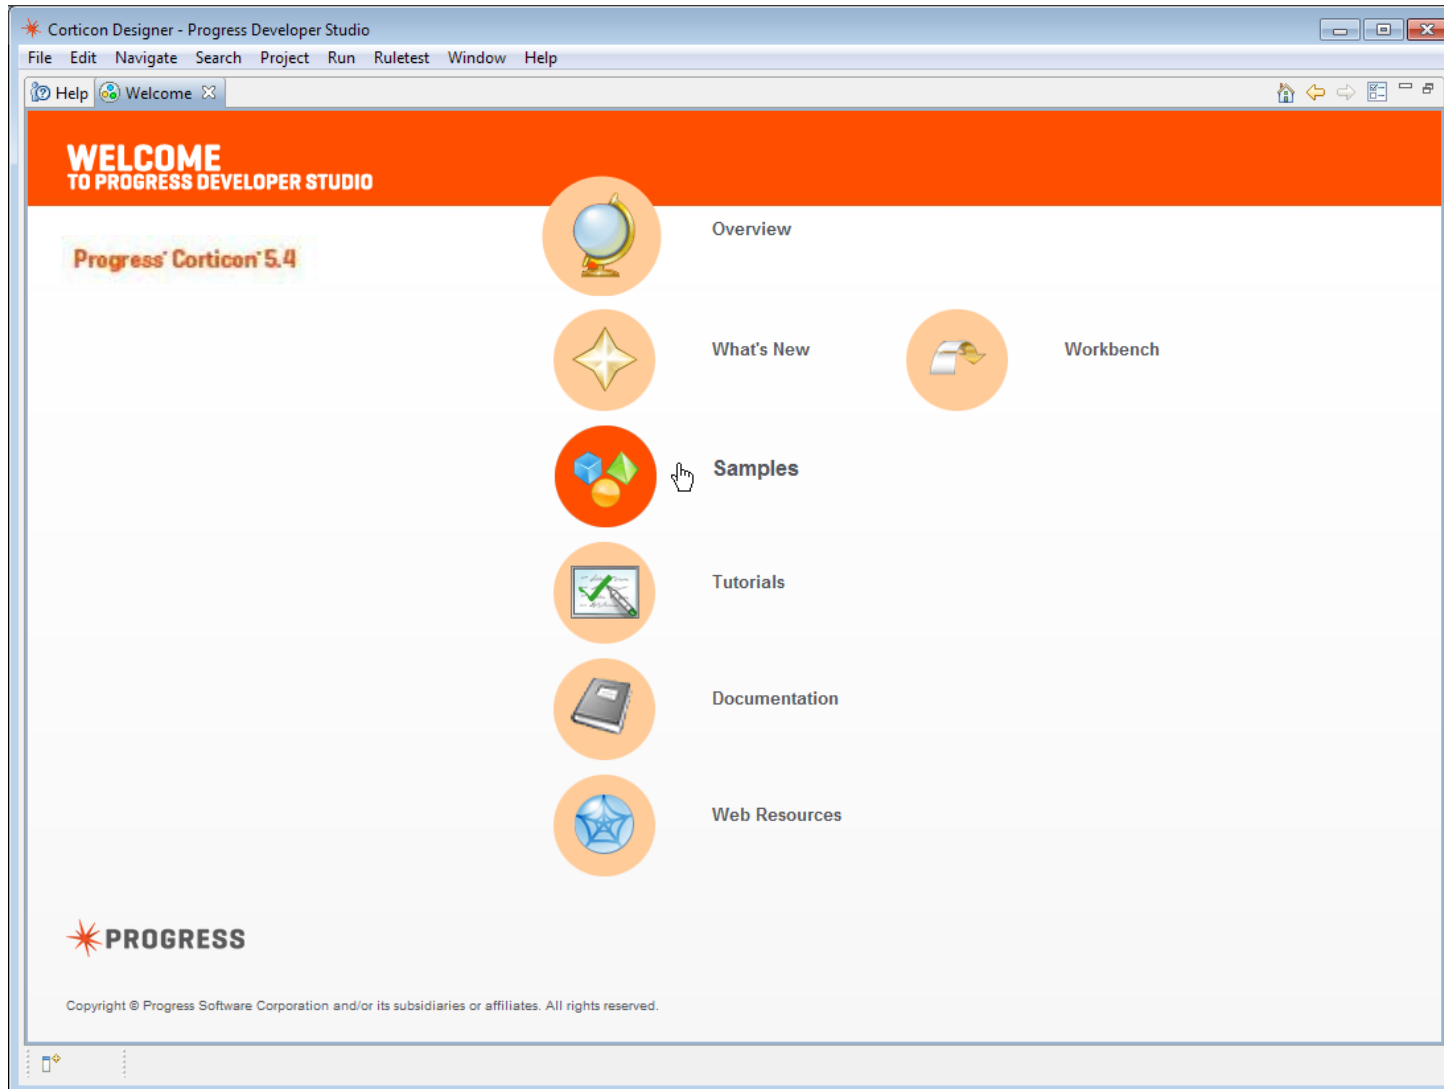 Corticon Designer - Progress Developer Studio
File Edit Navigate Search Project Run Ruletest Window Help
Help Welcome
WELCOME
TO PROGRESS DEVELOPER STUDIO
Progress® Corticon® 5.4
Overview
What's New
Workbench
Samples
Tutorials
Documentation
Web Resources
PROGRESS
Copyright © Progress Software Corporation and/or its subsidiaries or affiliates. All rights reserved.